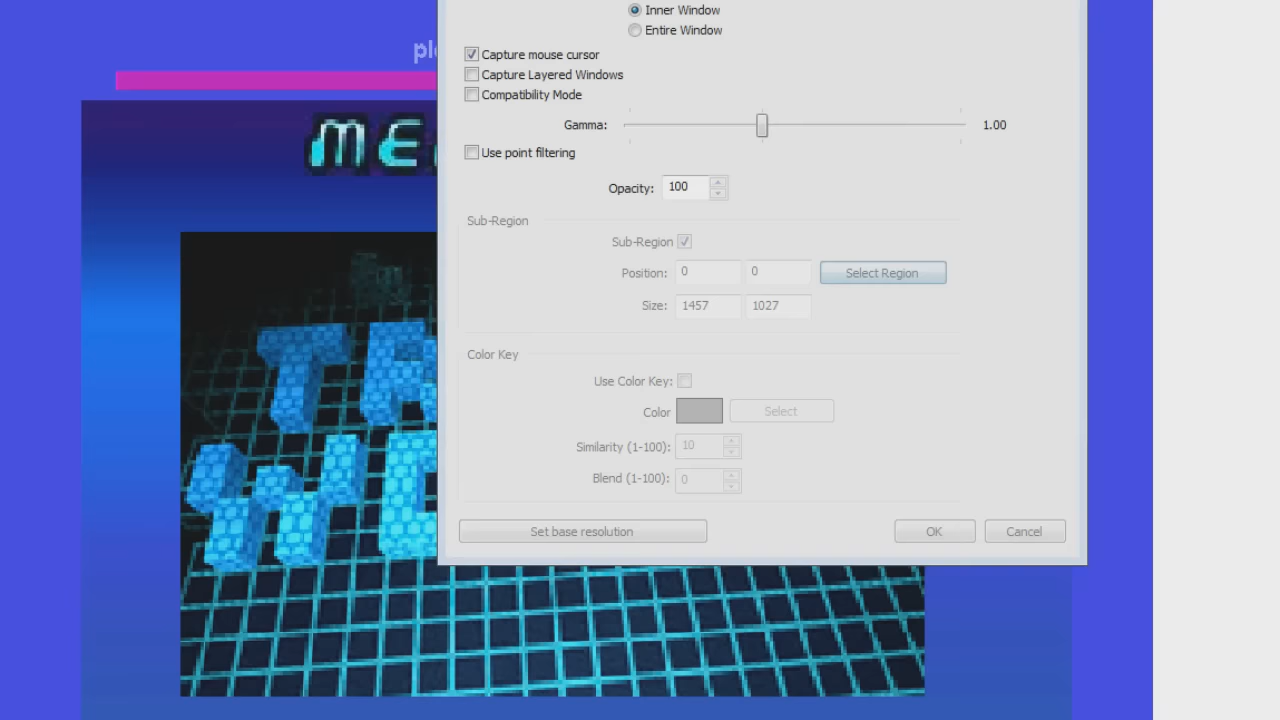 Inner Window
Entire Window
Capture mouse cursor
Capture Layered Windows
Compatibility Mode
Gamma: 1.00
Use point filtering
Opacity: 100
Sub-Region
Sub-Region
Position: 0 0 Select Region
Size: 1457 1027
Color Key
Use Color Key:
Color Select
Similarity (1-100): 10
Blend (1-100): 0
Set base resolution OK Cancel